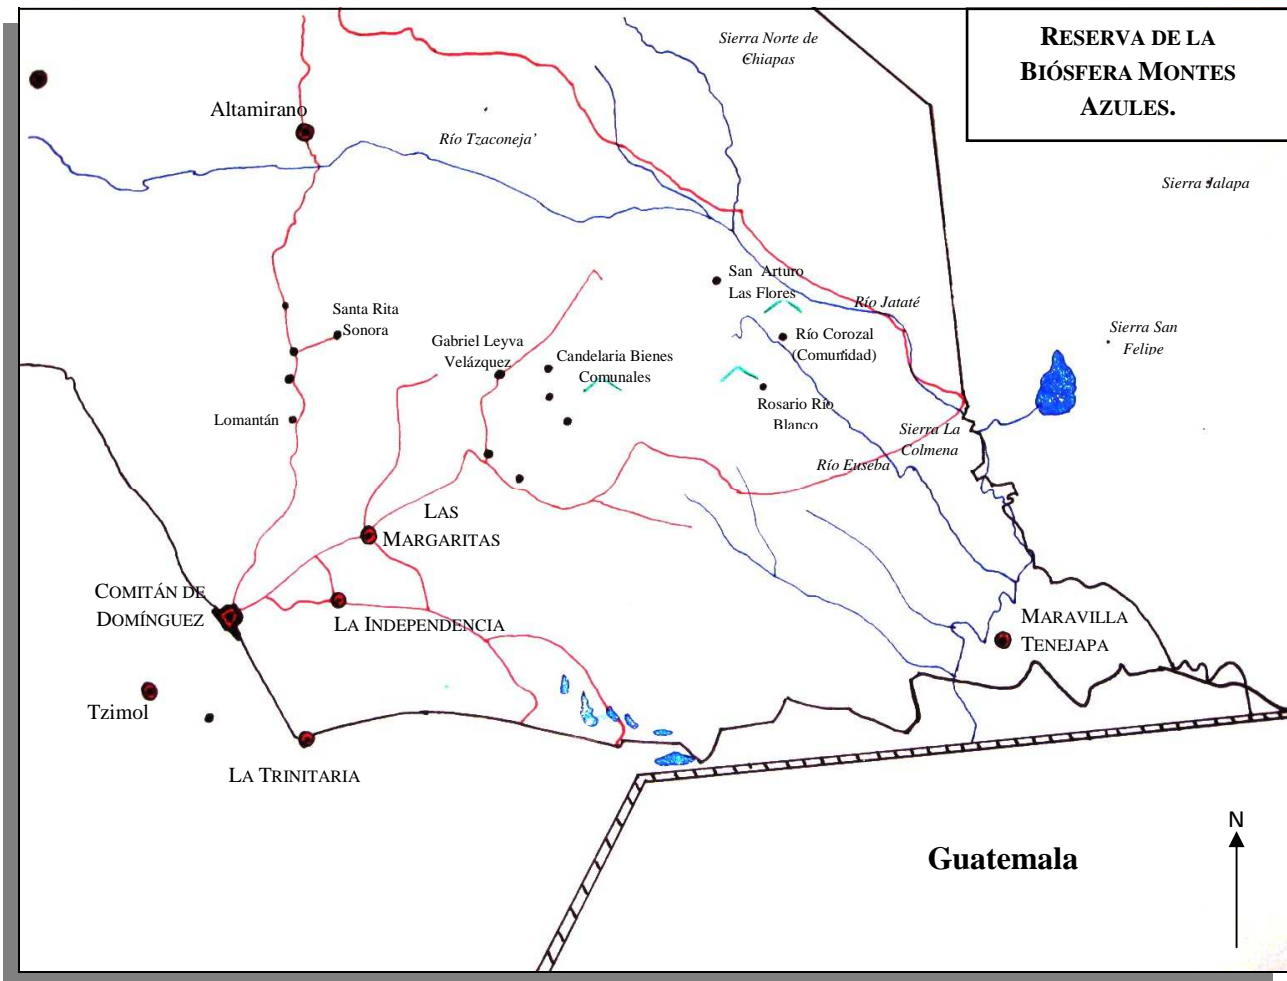 RESERVA DE LA
BIÓSFERA MONTES
AZULES.
Sierra Norte de
Chiapas
Altamirano
Río Tzaconeja’
Sierra Jalapa
San Arturo
Las Flores
Río Jataté
Santa Rita
Sonora
Gabriel Leyva
Velázquez
Candelaria Bienes
Comunales
Río Corozal
(Comunidad)
Sierra San
Felipe
Lomantán
Rosario Río
Blanco
Sierra La
Colmena
Río Euseba
LAS
MARGARITAS
COMITÁN DE
DOMÍNGUEZ
LA INDEPENDENCIA
MARAVILLA
TENEJAPA
Tzimol
LA TRINITARIA
N
Guatemala